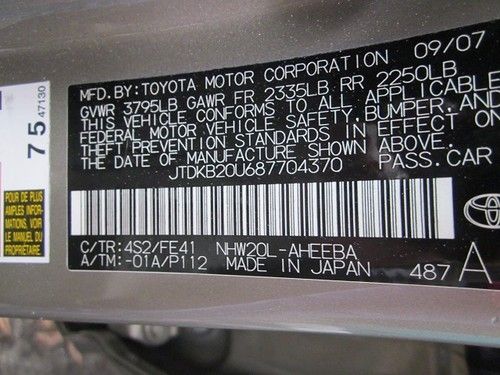 MFD. BY: TOYOTA MOTOR CORPORATION 09/07
GVWR 3795LB GAWR FR 2335LB RR 2250LB
THIS VEHICLE CONFORMS TO ALL APPLICABLE
FEDERAL MOTOR VEHICLE SAFETY, BUMPER, AND
THEFT PREVENTION STANDARDS IN EFFECT ON
THE DATE OF MANUFACTURE SHOWN ABOVE.
JTDKB20U687704370 PASS. CAR
C/TR: 4S2/FE41 NHW20L-AHEEBA
A/TM: -01A/P112 MADE IN JAPAN 487 A
75 47130
POUR DE PLUS
AMPLES INFOR-
MATIONS, VOIR
LE MANUEL DU
PROPRIÉTAIRE.